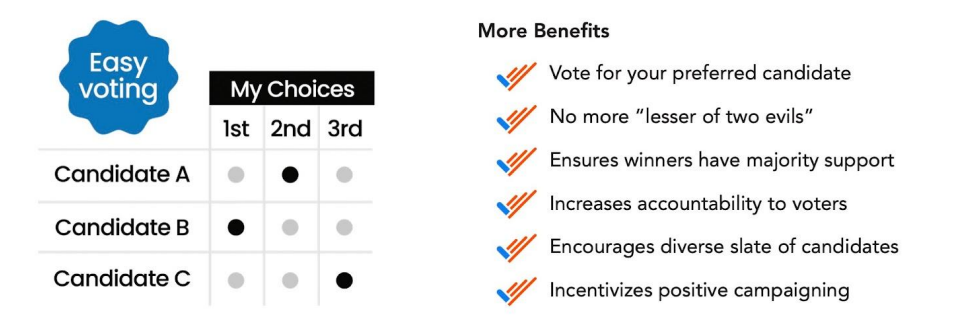 Easy
voting
My Choices
1st 2nd 3rd
Candidate A
Candidate B
Candidate C
More Benefits
Vote for your preferred candidate
No more “lesser of two evils”
Ensures winners have majority support
Increases accountability to voters
Encourages diverse slate of candidates
Incentivizes positive campaigning